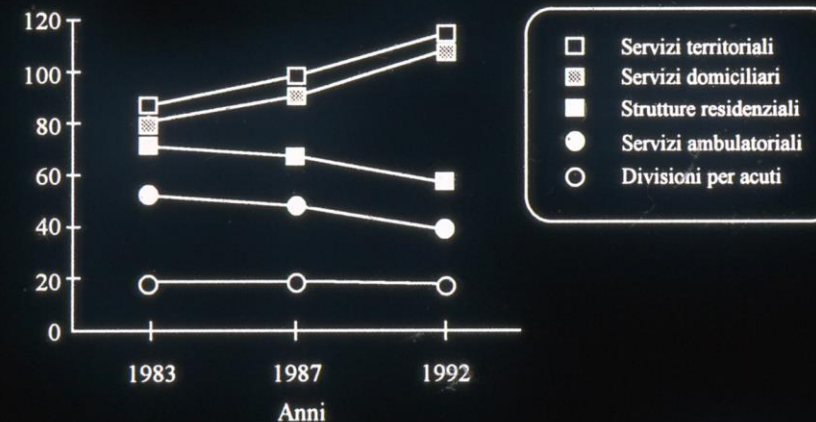 120
100
80
60
40
20
0
1983 1987 1992
Anni
Servizi territoriali
Servizi domiciliari
Strutture residenziali
Servizi ambulatoriali
Divisioni per acuti